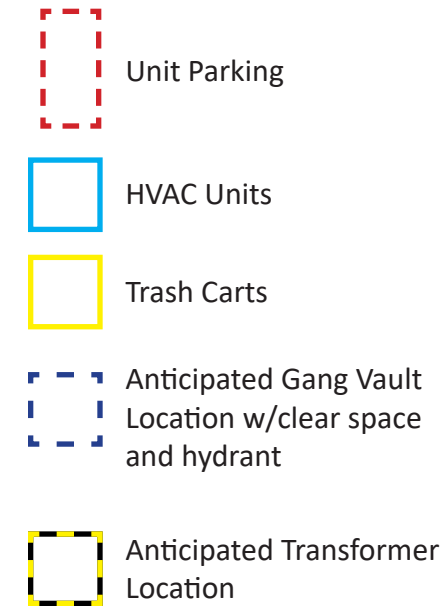 Unit Parking
HVAC Units
Trash Carts
Anticipated Gang Vault
Location w/clear space
and hydrant
Anticipated Transformer
Location